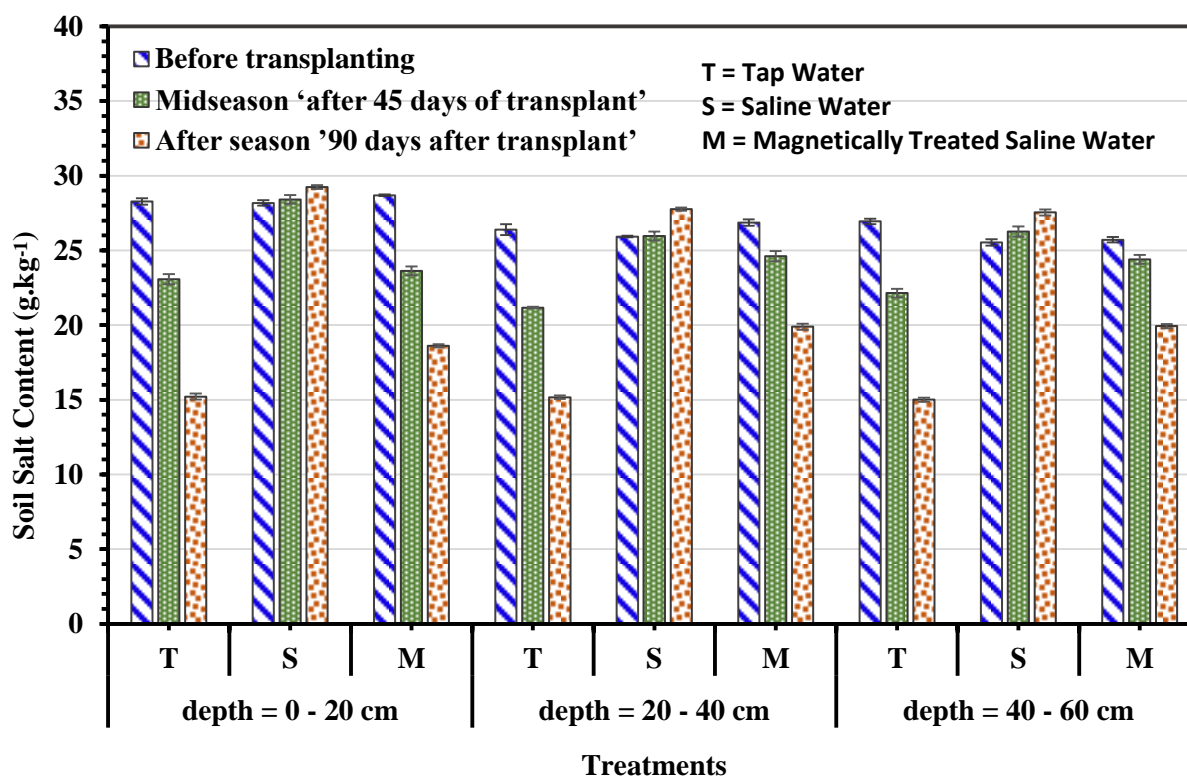 40
35
30
25
20
15
10
5
0
Soil Salt Content (g.kg-1)
Before transplanting
Midseason ‘after 45 days of transplant’
After season ’90 days after transplant’
T = Tap Water
S = Saline Water
M = Magnetically Treated Saline Water
T S M T S M T S M
depth = 0 - 20 cm depth = 20 - 40 cm depth = 40 - 60 cm
Treatments